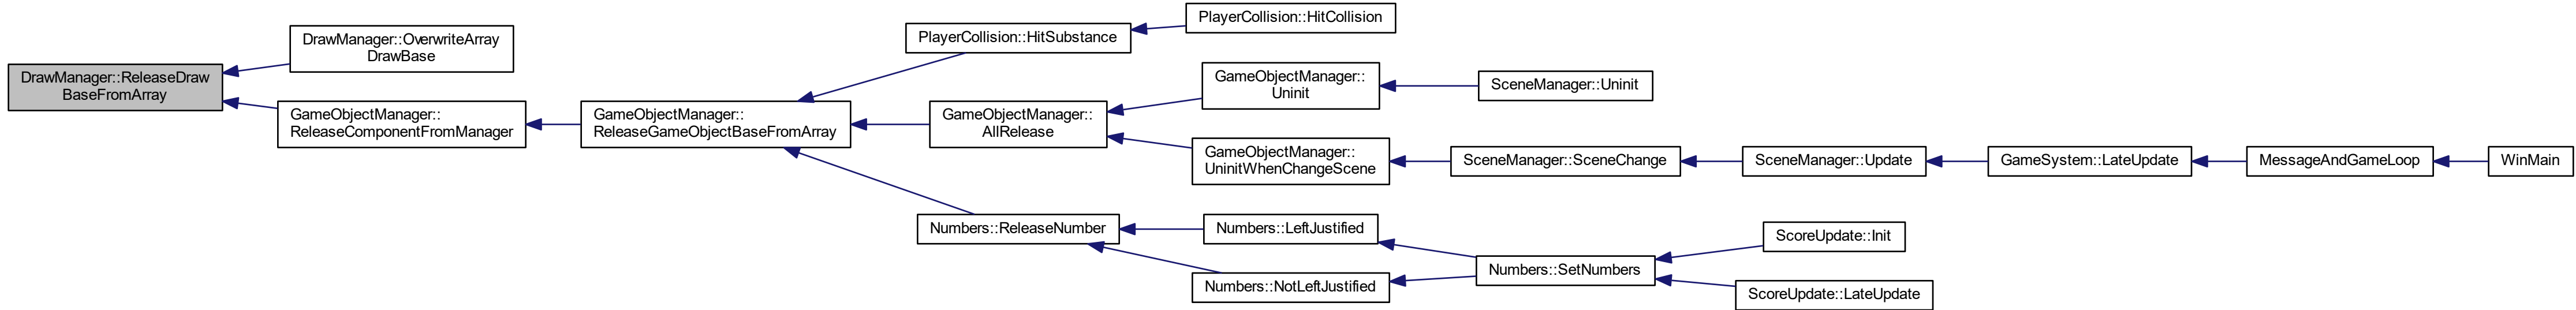 DrawManager::ReleaseDraw
BaseFromArray
DrawManager::OverwriteArray
DrawBase
GameObjectManager::
ReleaseComponentFromManager
GameObjectManager::
ReleaseGameObjectBaseFromArray
PlayerCollision::HitSubstance
PlayerCollision::HitCollision
GameObjectManager::
AllRelease
GameObjectManager::
Uninit
SceneManager::Uninit
GameObjectManager::
UninitWhenChangeScene
SceneManager::SceneChange
SceneManager::Update
GameSystem::LateUpdate
MessageAndGameLoop
WinMain
Numbers::ReleaseNumber
Numbers::LeftJustified
Numbers::NotLeftJustified
Numbers::SetNumbers
ScoreUpdate::Init
ScoreUpdate::LateUpdate